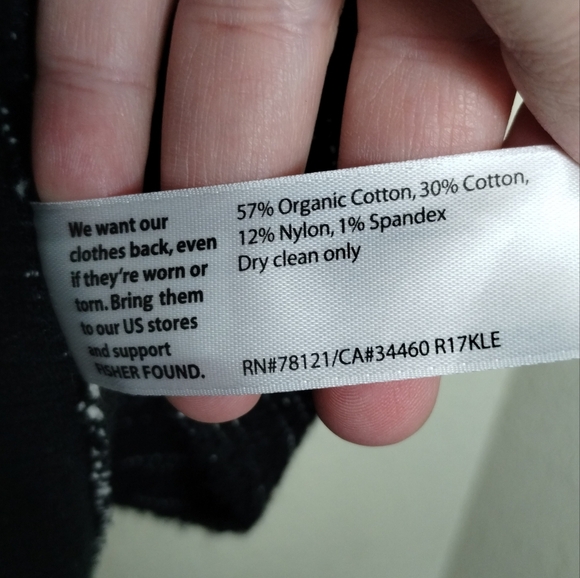 We want our
clothes back, even
if they're worn or
torn. Bring them
to our US stores
and support
FISHER FOUND.
57% Organic Cotton, 30% Cotton,
12% Nylon, 1% Spandex
Dry clean only
RN#78121/CA#34460 R17KLE